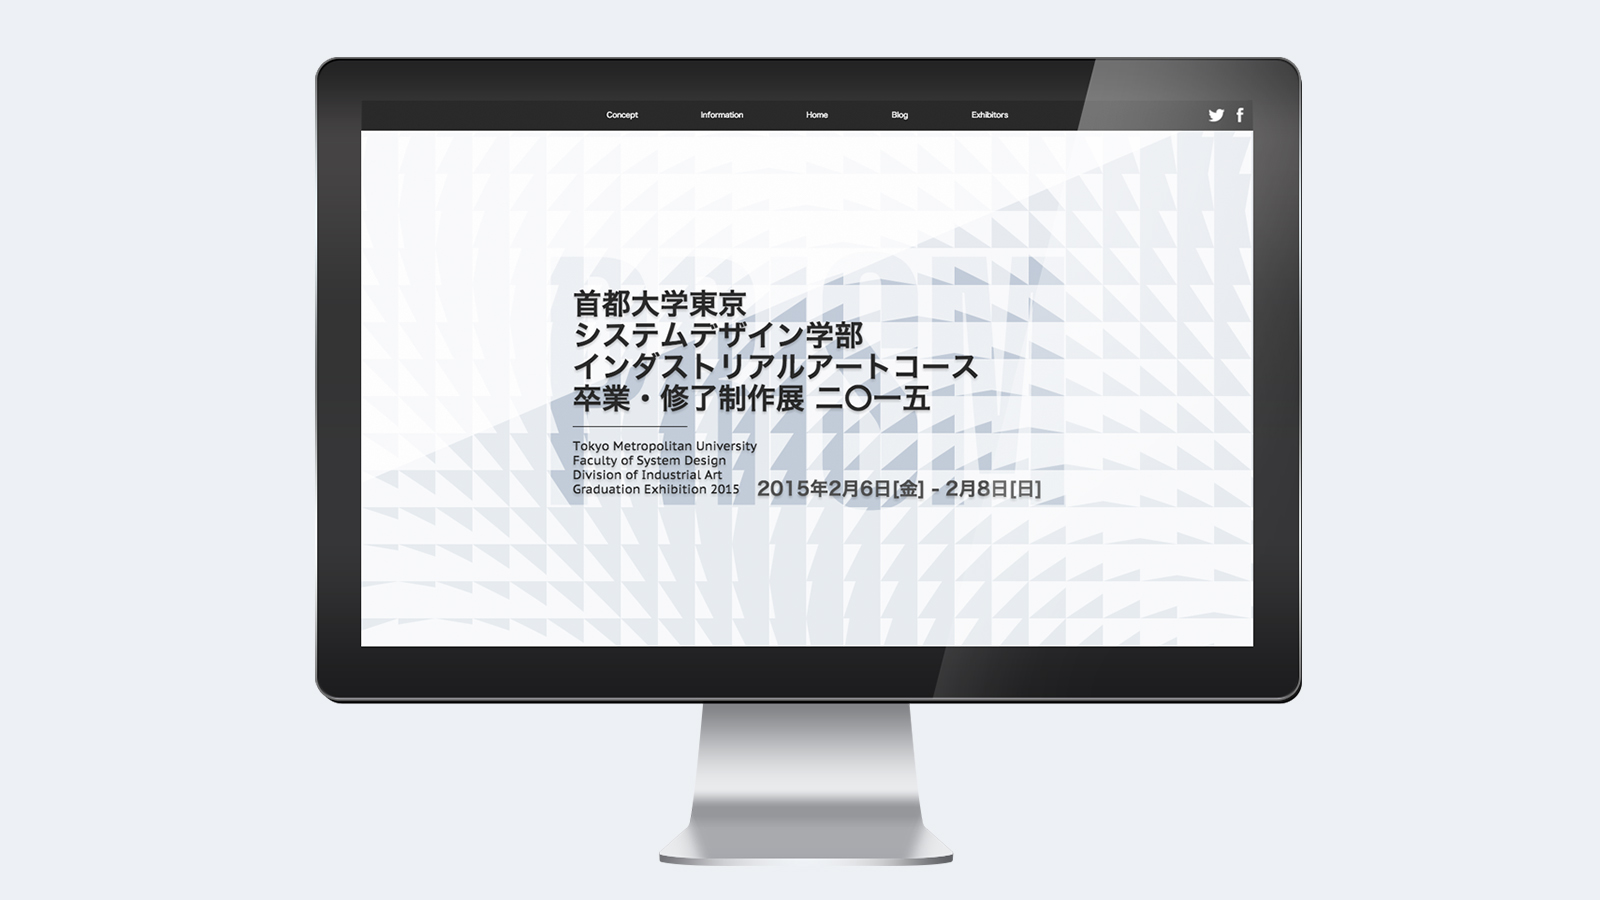 Concept Information Home Blog Exhibitors
首都大学東京
システムデザイン学部
インダストリアルアートコース
卒業・修了制作展 二〇一五
Tokyo Metropolitan University
Faculty of System Design
Division of Industrial Art
Graduation Exhibition 2015
2015年2月6日[金] - 2月8日[日]